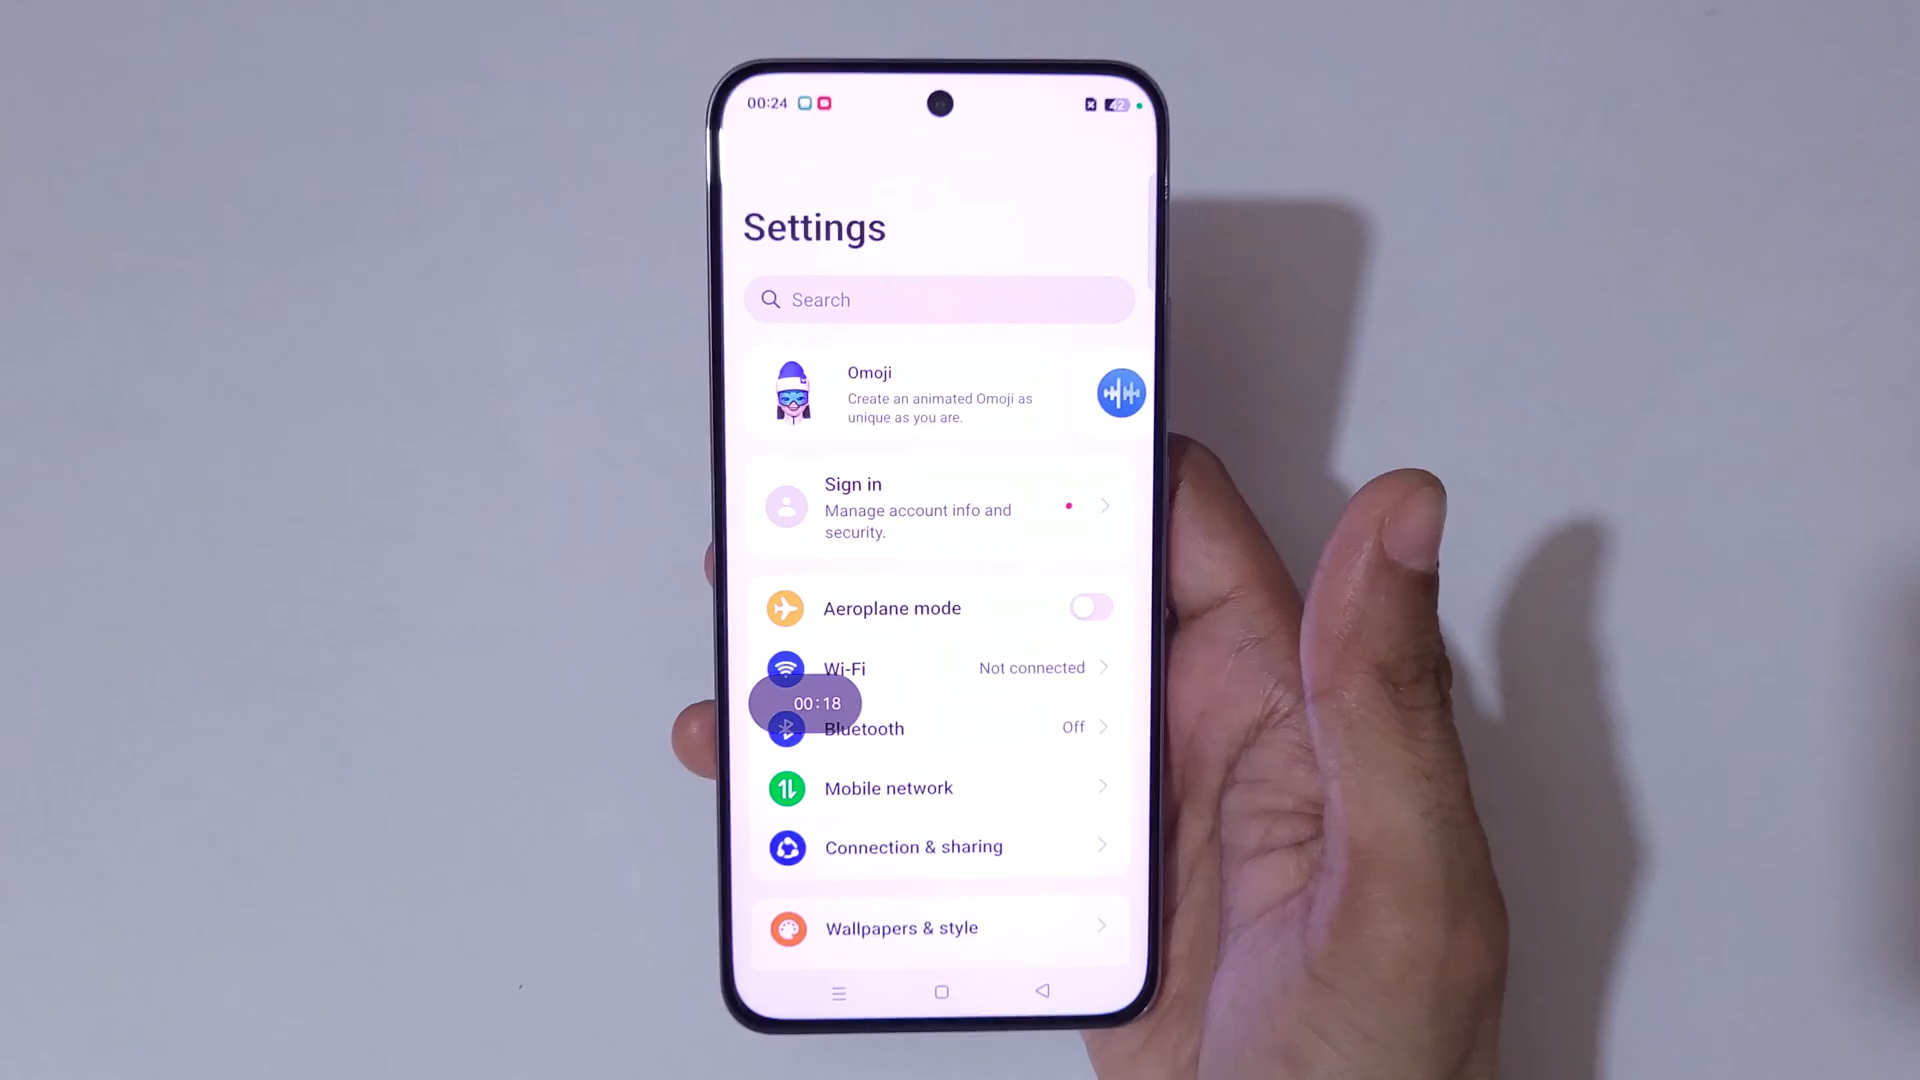 00:24
42
Settings
Search
Omoji
Create an animated Omoji as
unique as you are.
Sign in
Manage account info and
security.
Aeroplane mode
Wi-Fi Not connected
00:18
Bluetooth Off
Mobile network
Connection & sharing
Wallpapers & style